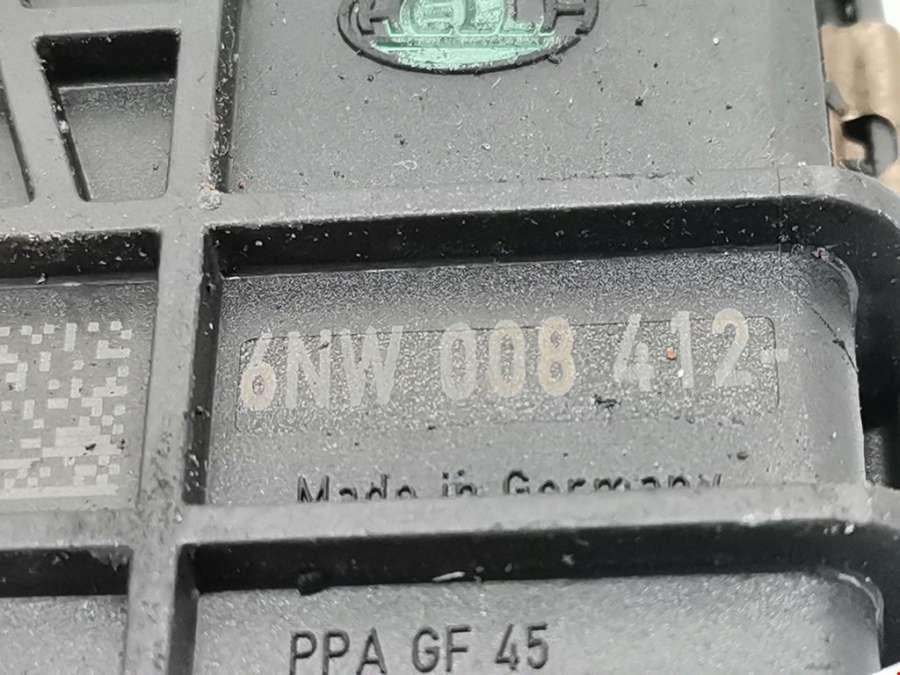 6NW 008 412-
Made in Germany
PPA GF 45